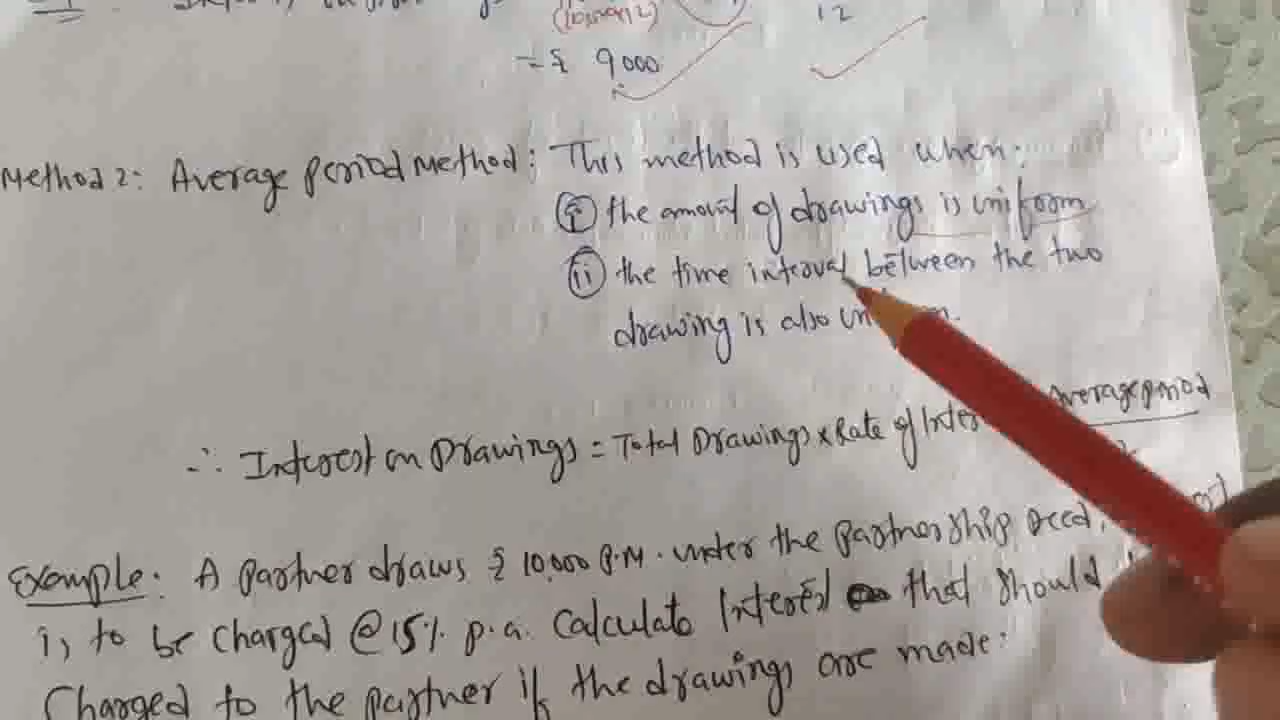 (10,000×12)
12
= ₹ 9000
Method 2: Average period Method: This method is used when:
(i) the amount of drawings is uniform
(ii) the time interval between the two
drawing is also
∴ Interest on Drawings = Total Drawings × Rate of Average period
Example: A partner draws ₹ 10,000 P.M. under the partnership deed,
is to be charged @ 15% p.a. Calculate Interest that should
Charged to the partner if the drawings are made: